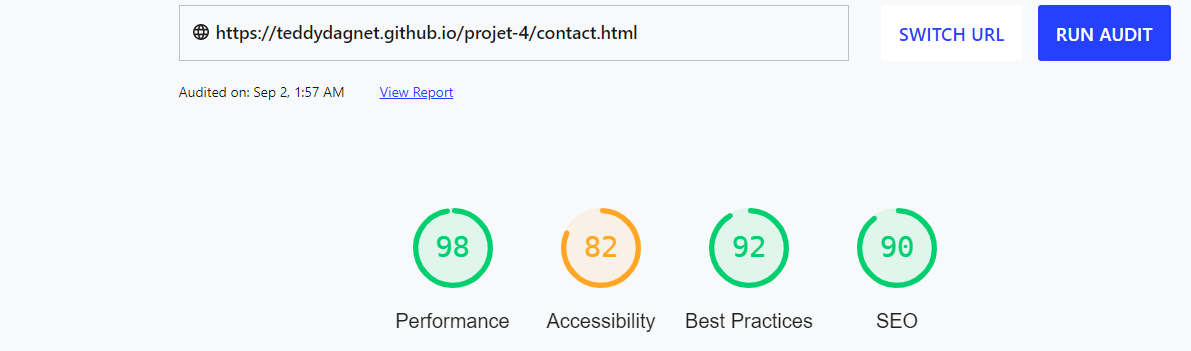 https://teddydagnet.github.io/projet-4/contact.html
SWITCH URL
RUN AUDIT
Audited on: Sep 2, 1:57 AM
View Report
98
82
92
90
Performance
Accessibility
Best Practices
SEO